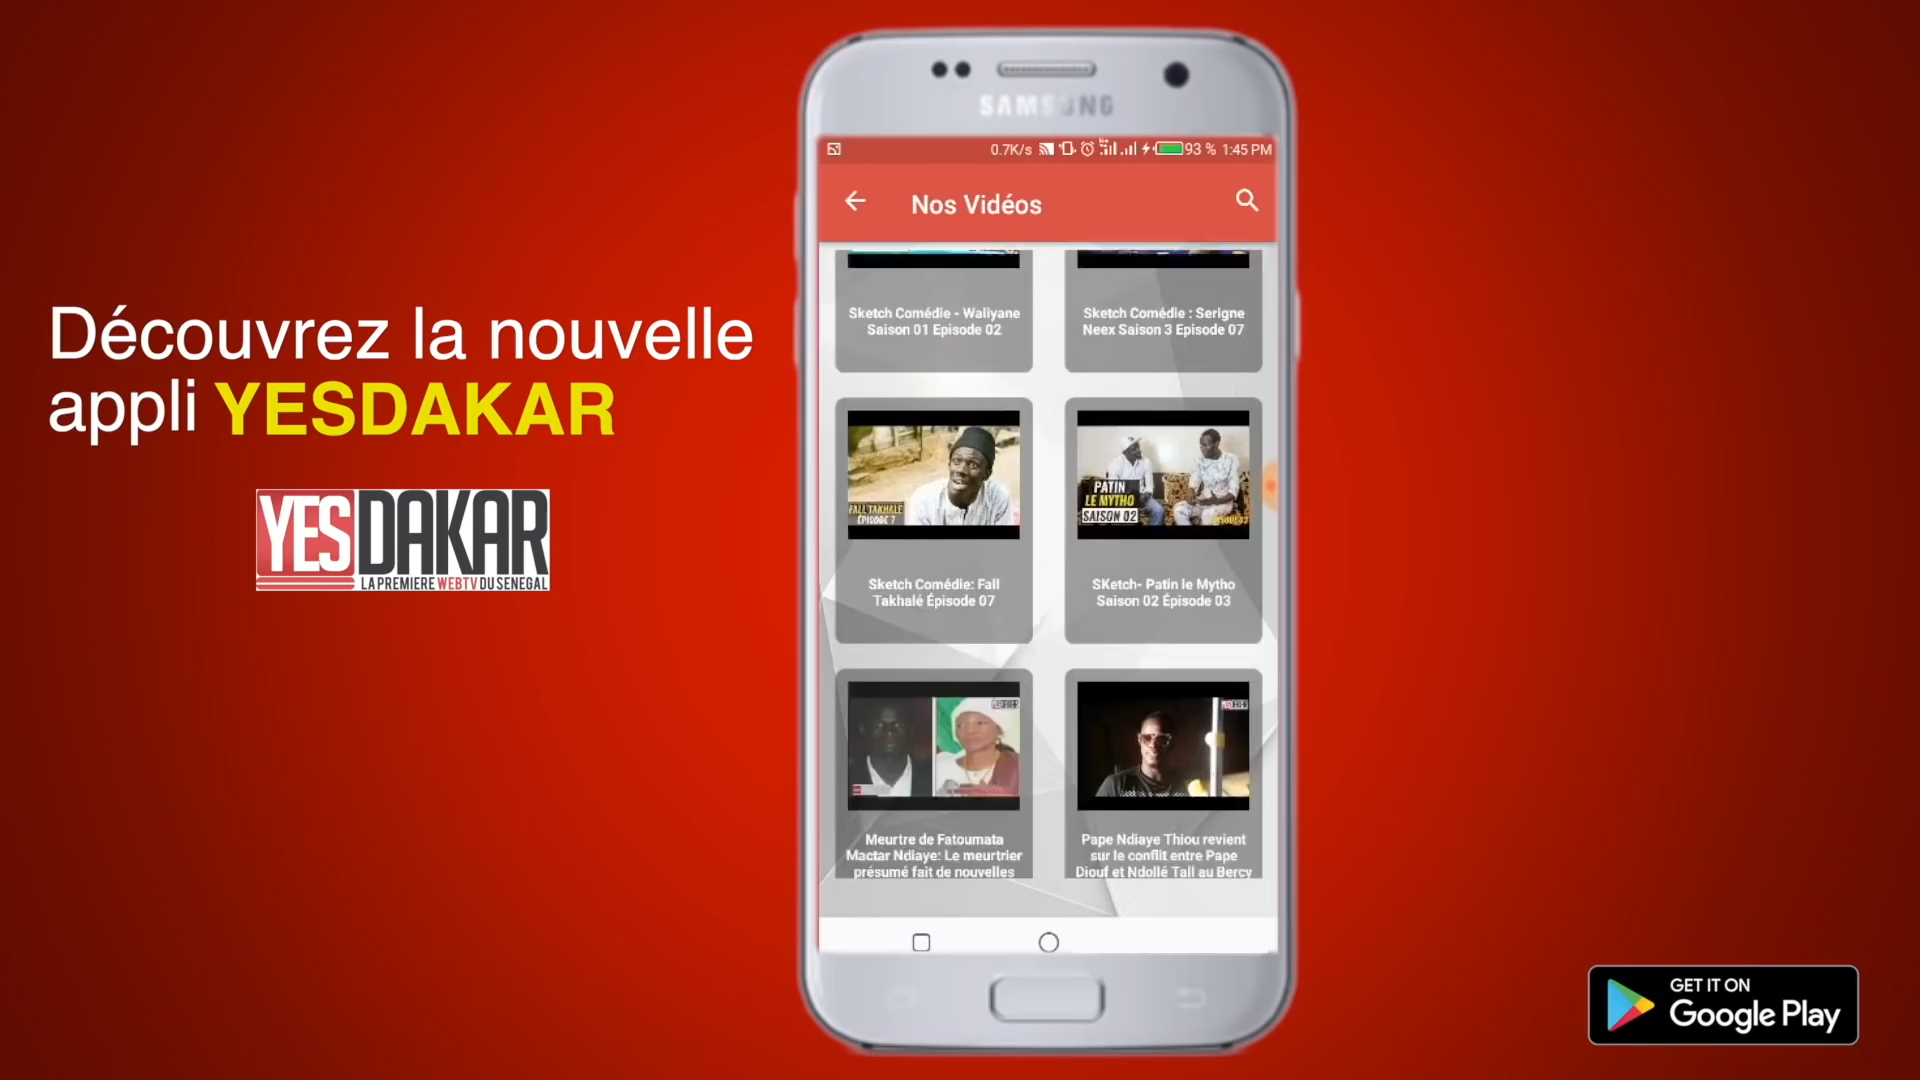 Découvrez la nouvelle
appli YESDAKAR
YESDAKAR
LA PREMIERE WEBTV DU SENEGAL
SAMSUNG
0.7K/s 93 % 1:45 PM
Nos Vidéos
Sketch Comédie - Waliyane
Saison 01 Episode 02
Sketch Comédie : Serigne
Neex Saison 3 Episode 07
FALL TAKHALE
ÉPISODE 7
Sketch Comédie: Fall
Takhalé Épisode 07
PATIN
LE MYTHO
SAISON 02
SKetch- Patin le Mytho
Saison 02 Épisode 03
YESDAKAR
Meurtre de Fatoumata
Mactar Ndiaye: Le meurtrier
présumé fait de nouvelles
YESDAKAR
Pape Ndiaye Thiou revient
sur le conflit entre Pape
Diouf et Ndollé Tall au Bercy
GET IT ON
Google Play